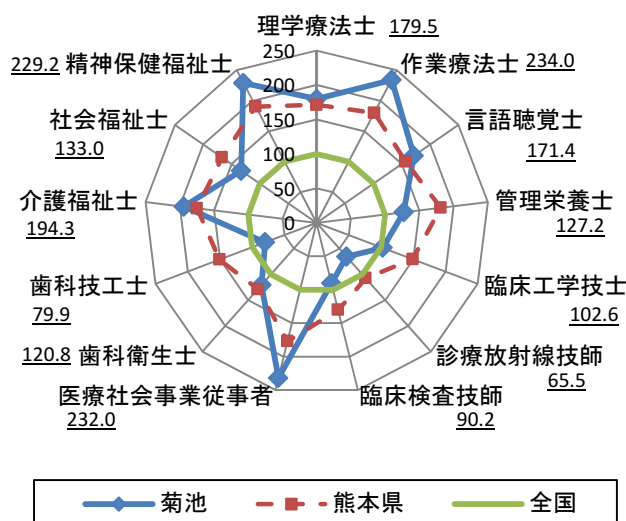 理学療法士 179.5
作業療法士 234.0
言語聴覚士
171.4
管理栄養士
127.2
臨床工学技士
102.6
診療放射線技師
65.5
臨床検査技師
90.2
医療社会事業従事者
232.0
120.8 歯科衛生士
歯科技工士
79.9
介護福祉士
194.3
社会福祉士
133.0
229.2 精神保健福祉士
250
200
150
100
50
0
菊池 熊本県 全国